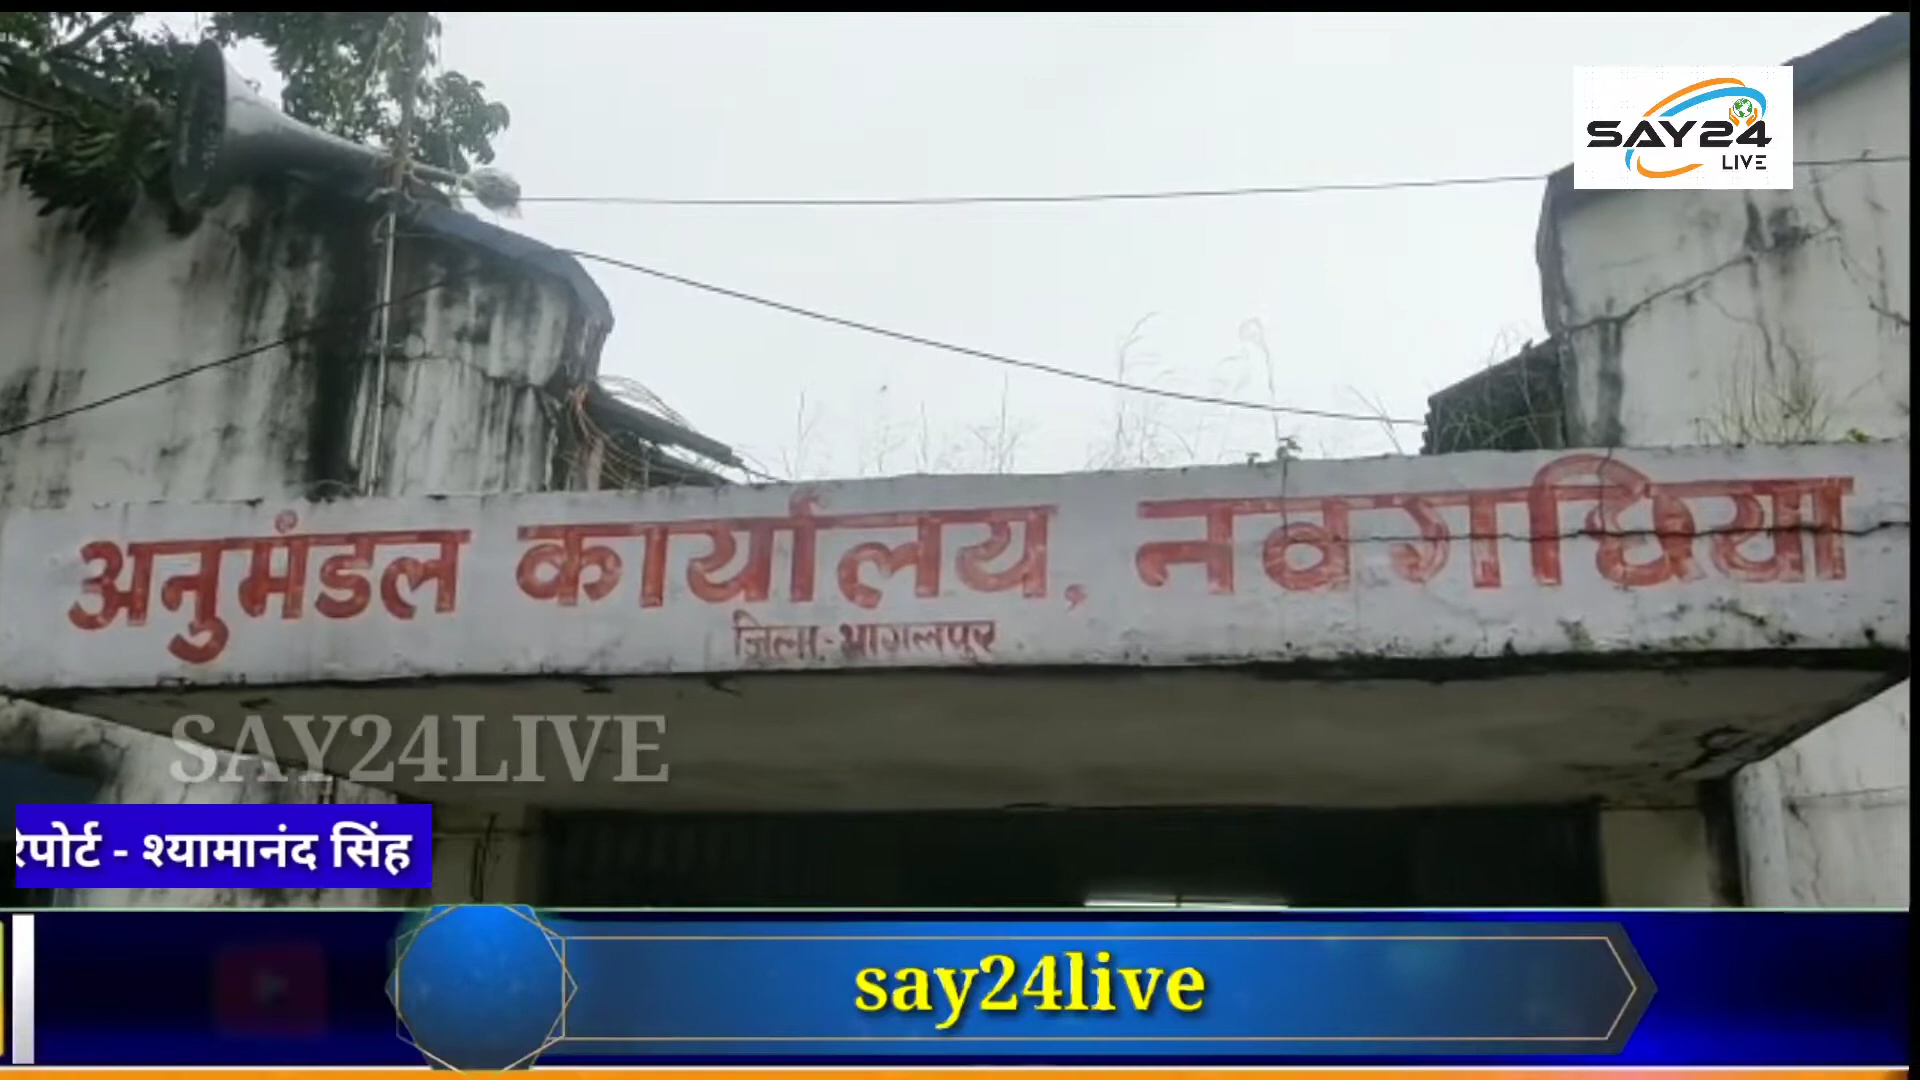 SAY24
LIVE
अनुमंडल कार्यालय, नवगछिया
जिला-भागलपुर
SAY24LIVE
रिपोर्ट - श्यामानंद सिंह
say24live